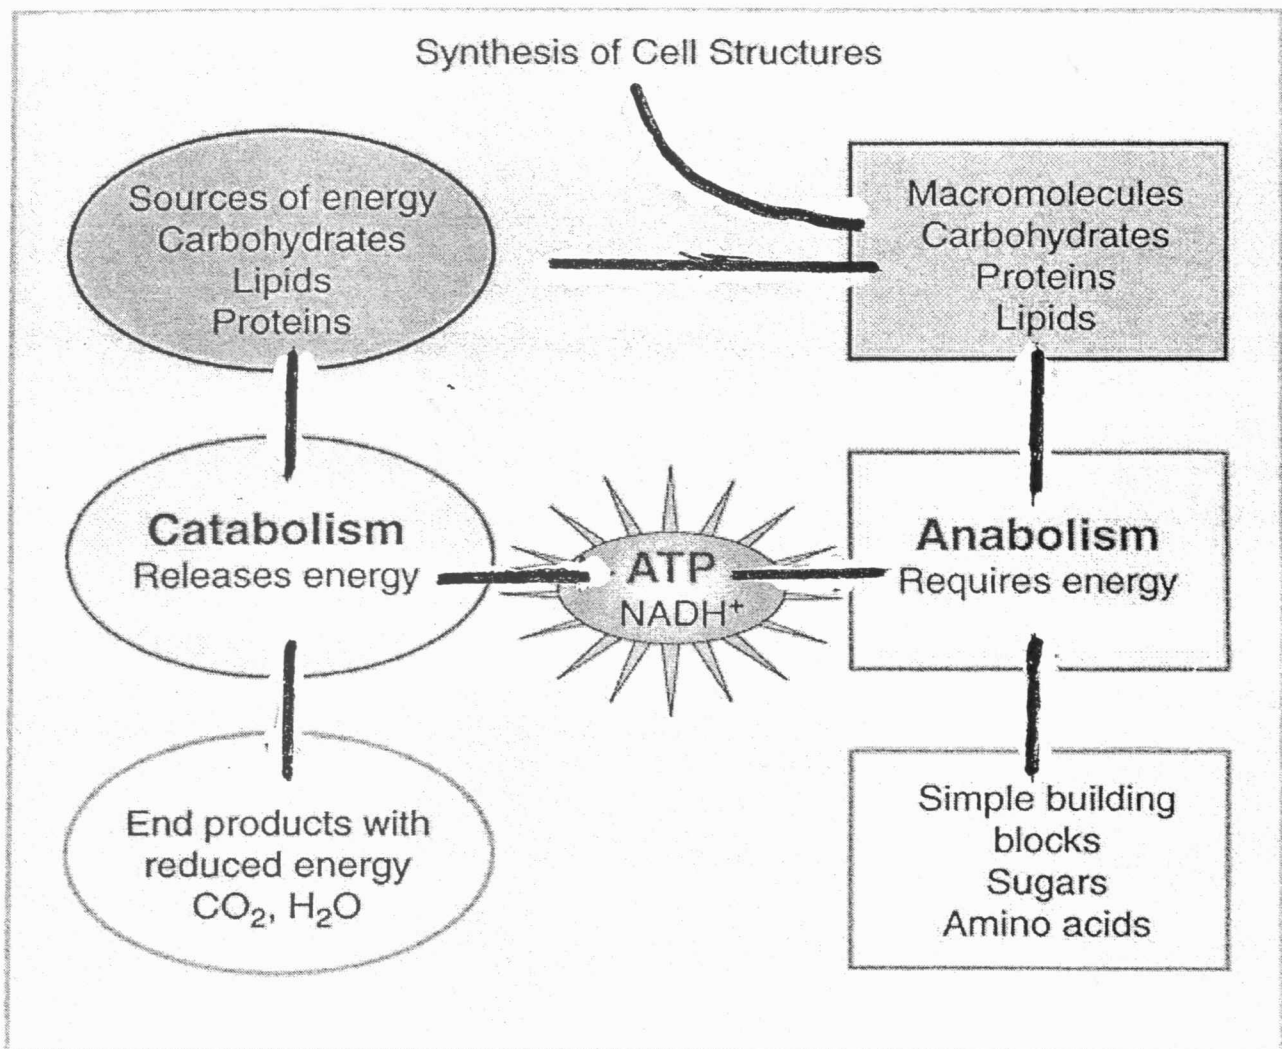 Synthesis of Cell Structures
Sources of energy
Carbohydrates
Lipids
Proteins
Macromolecules
Carbohydrates
Proteins
Lipids
Catabolism
Releases energy
ATP
NADH⁺
Anabolism
Requires energy
End products with
reduced energy
CO₂, H₂O
Simple building
blocks
Sugars
Amino acids